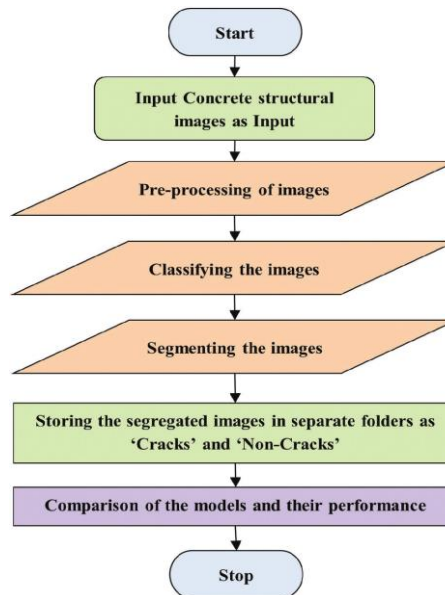 Start
Input Concrete structural
images as Input
Pre-processing of images
Classifying the images
Segmenting the images
Storing the segregated images in separate folders as
‘Cracks’ and ‘Non-Cracks’
Comparison of the models and their performance
Stop